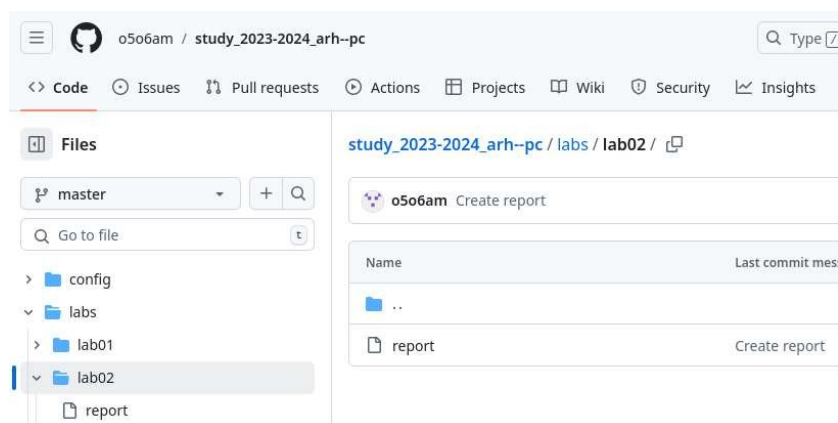 o5o6am / study_2023-2024_arh--pc
Type /
Code Issues Pull requests Actions Projects Wiki Security Insights
Files
study_2023-2024_arh--pc / labs / lab02 /
master
o5o6am Create report
Go to file t
Name Last commit mes
config
..
labs
lab01
report Create report
lab02
report